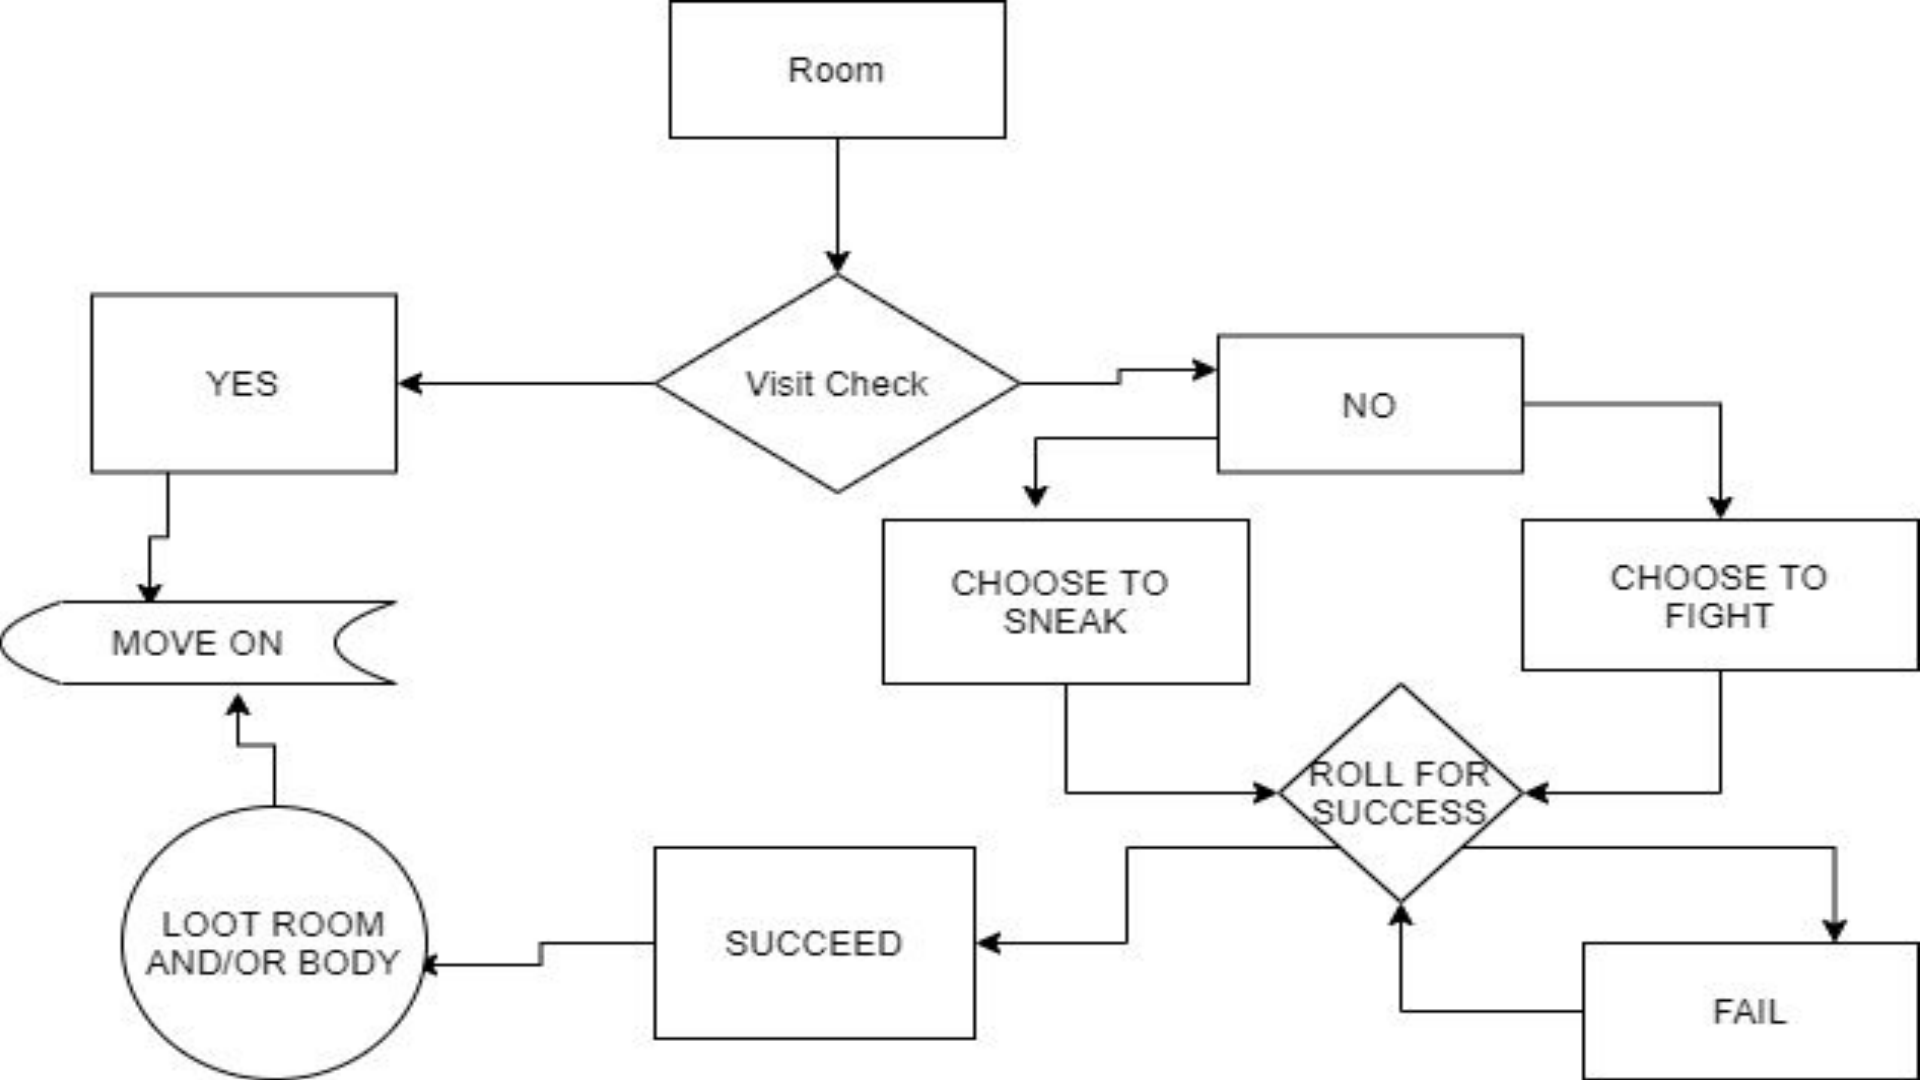 Room
YES
Visit Check
NO
CHOOSE TO
SNEAK
CHOOSE TO
FIGHT
MOVE ON
ROLL FOR
SUCCESS
LOOT ROOM
AND/OR BODY
SUCCEED
FAIL